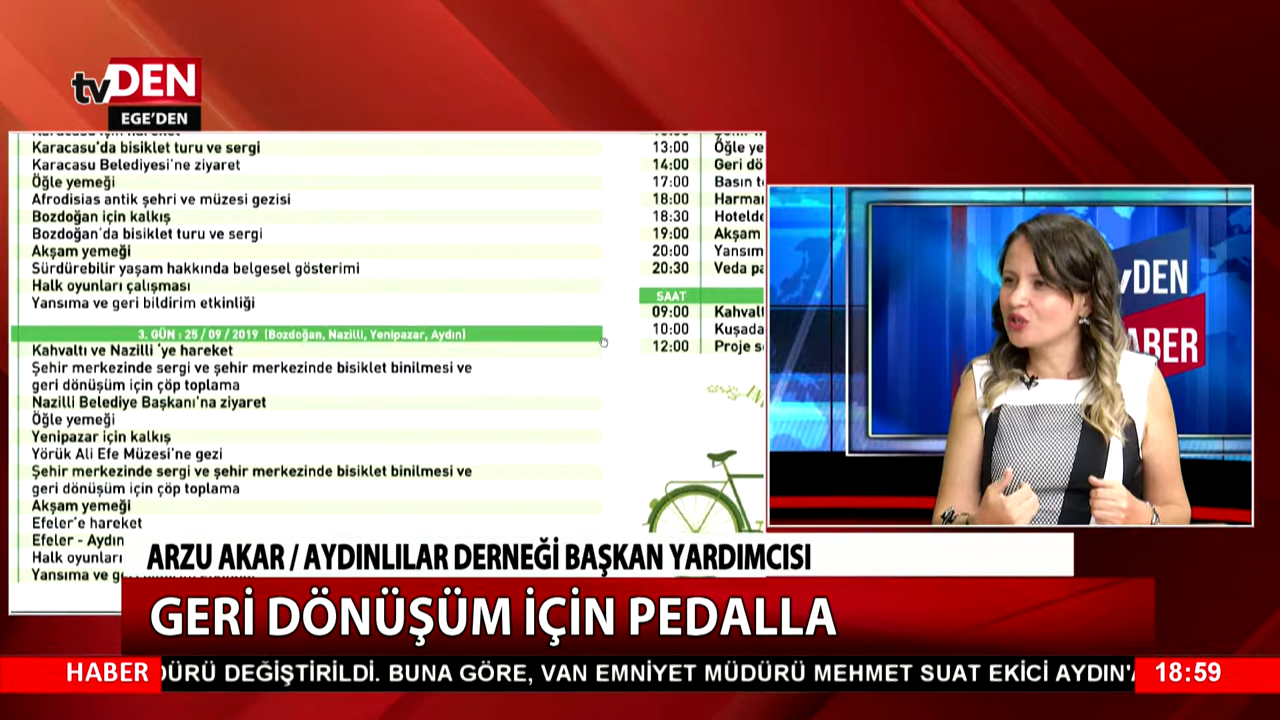 tvDEN
EGE'DEN
Karacasu'da bisiklet turu ve sergi
Karacasu Belediyesi'ne ziyaret
Öğle yemeği
Afrodisias antik şehri ve müzesi gezisi
Bozdoğan için kalkış
Bozdoğan'da bisiklet turu ve sergi
Akşam yemeği
Sürdürebilir yaşam hakkında belgesel gösterimi
Halk oyunları çalışması
Yansıma ve geri bildirim etkinliği
3. GÜN : 25 / 09 / 2019 (Bozdoğan, Nazilli, Yenipazar, Aydın)
Kahvaltı ve Nazilli 'ye hareket
Şehir merkezinde sergi ve şehir merkezinde bisiklet binilmesi ve
geri dönüşüm için çöp toplama
Nazilli Belediye Başkanı'na ziyaret
Öğle yemeği
Yenipazar için kalkış
Yörük Ali Efe Müzesi'ne gezi
Şehir merkezinde sergi ve şehir merkezinde bisiklet binilmesi ve
geri dönüşüm için çöp toplama
Akşam yemeği
Efeler'e hareket
Efeler - Aydın
Halk oyunları
Yansıma ve
13:00 Öğle ye
14:00 Geri dö
17:00 Basın t
18:00 Harma
18:30 Hotelde
19:00 Akşam
20:00 Yansım
20:30 Veda pa
SAAT
09:00 Kahvalt
10:00 Kuşada
12:00 Proje s
vDEN
ABER
ARZU AKAR / AYDINLILAR DERNEĞİ BAŞKAN YARDIMCISI
GERİ DÖNÜŞÜM İÇİN PEDALLA
HABER DÜRÜ DEĞİŞTİRİLDİ. BUNA GÖRE, VAN EMNİYET MÜDÜRÜ MEHMET SUAT EKİCİ AYDIN'A 18:59